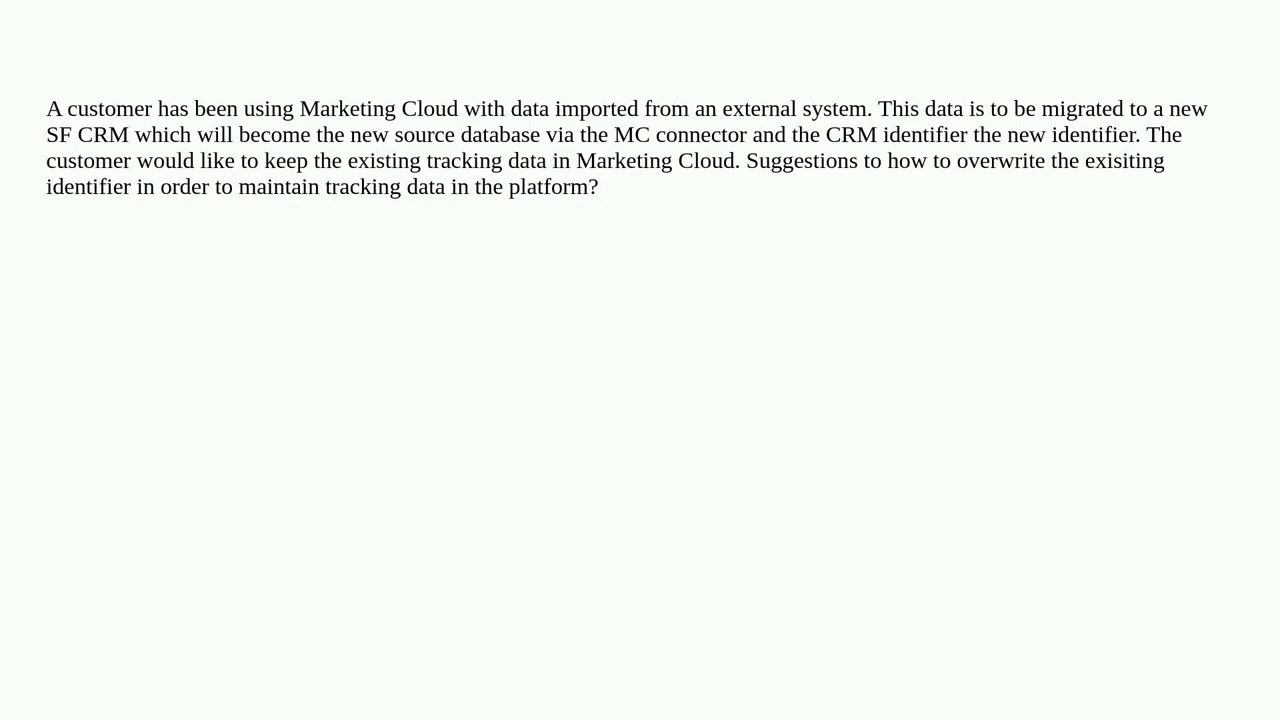 A customer has been using Marketing Cloud with data imported from an external system. This data is to be migrated to a new
SF CRM which will become the new source database via the MC connector and the CRM identifier the new identifier. The
customer would like to keep the existing tracking data in Marketing Cloud. Suggestions to how to overwrite the exisiting
identifier in order to maintain tracking data in the platform?